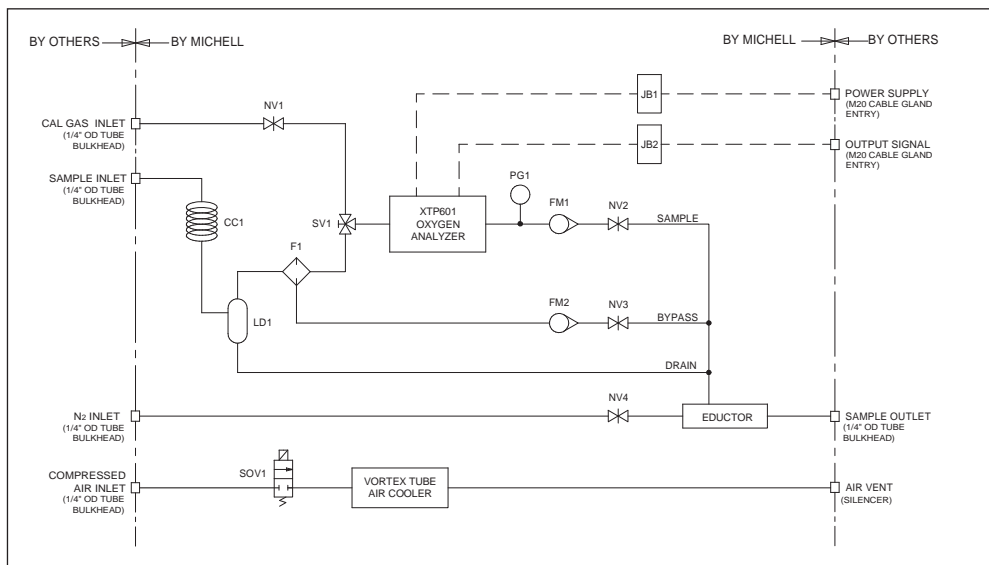 BY OTHERS
BY MICHELL
BY MICHELL
BY OTHERS
JB1
POWER SUPPLY
(M20 CABLE GLAND
ENTRY)
NV1
CAL GAS INLET
(1/4" OD TUBE
BULKHEAD)
JB2
OUTPUT SIGNAL
(M20 CABLE GLAND
ENTRY)
SAMPLE INLET
(1/4" OD TUBE
BULKHEAD)
CC1
SV1
XTP601
OXYGEN
ANALYZER
PG1
FM1
NV2
SAMPLE
F1
LD1
FM2
NV3
BYPASS
DRAIN
N2 INLET
(1/4" OD TUBE
BULKHEAD)
NV4
EDUCTOR
SAMPLE OUTLET
(1/4" OD TUBE
BULKHEAD)
COMPRESSED
AIR INLET
(1/4" OD TUBE
BULKHEAD)
SOV1
VORTEX TUBE
AIR COOLER
AIR VENT
(SILENCER)